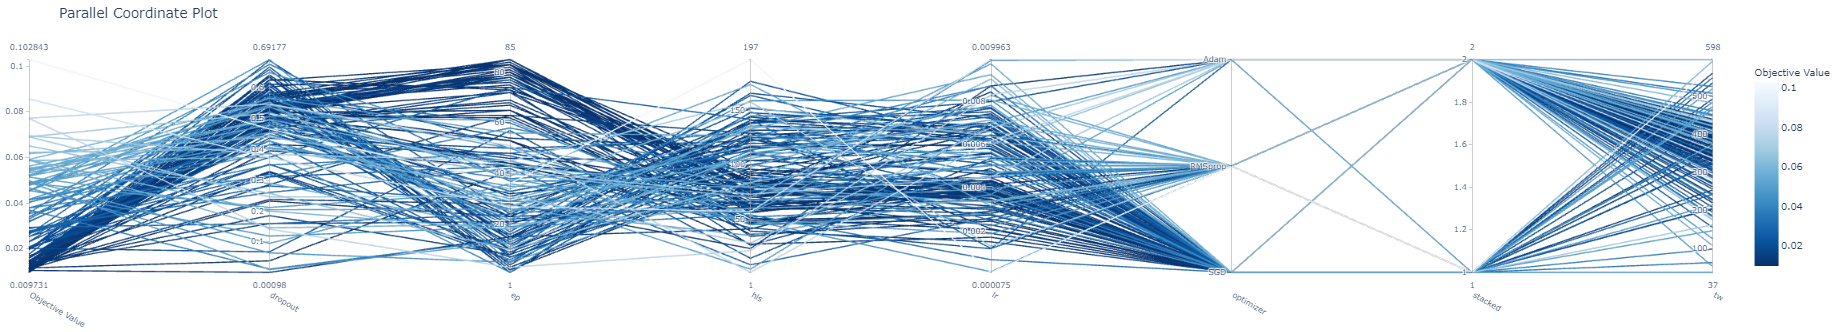 Parallel Coordinate Plot
0.102843 0.69177 85 197 0.009963 2 598
Objective Value
0.1 0.08 0.06 0.04 0.02
0.6 0.5 0.4 0.3 0.2 0.1
80 60 40 20
150 100 50
0.008 0.006 0.004 0.002
Adam
RMSprop
SGD
2 1.8 1.6 1.4 1.2 1
500 400 300 200 100
0.1
0.08
0.06
0.04
0.02
0.009731 0.00098 1 1 0.000075 1 37
Objective Value dropout ep hls lr optimizer stacked tw